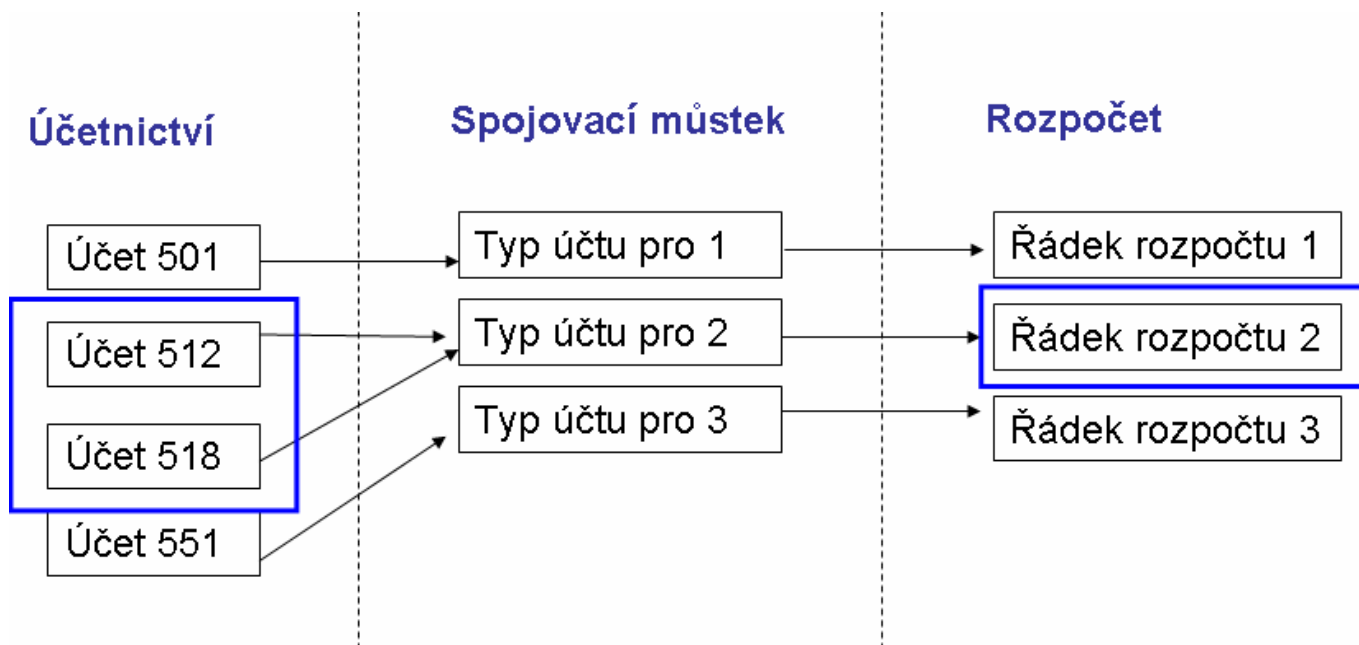 Účetnictví
Spojovací můstek
Rozpočet
Účet 501
Typ účtu pro 1
Řádek rozpočtu 1
Účet 512
Typ účtu pro 2
Řádek rozpočtu 2
Účet 518
Typ účtu pro 3
Řádek rozpočtu 3
Účet 551